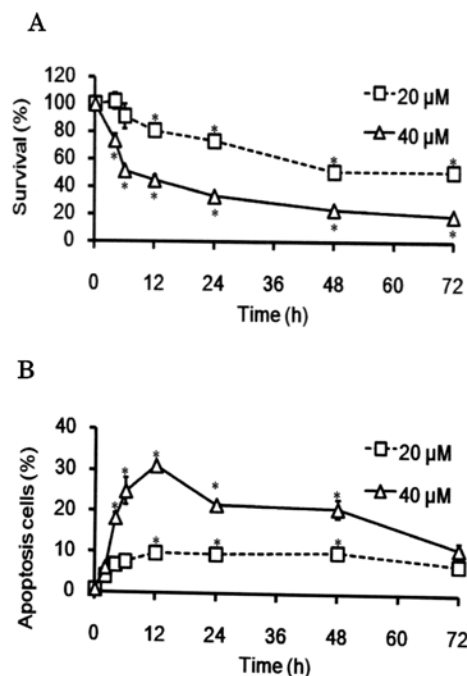 A
Survival (%)
120
100
80
60
40
20
0
20 µM
40 µM
* * * *
* * * * * *
0 12 24 36 48 60 72
Time (h)
B
Apoptosis cells (%)
40
30
20
10
0
20 µM
40 µM
* * * * *
* * *
0 12 24 36 48 60 72
Time (h)